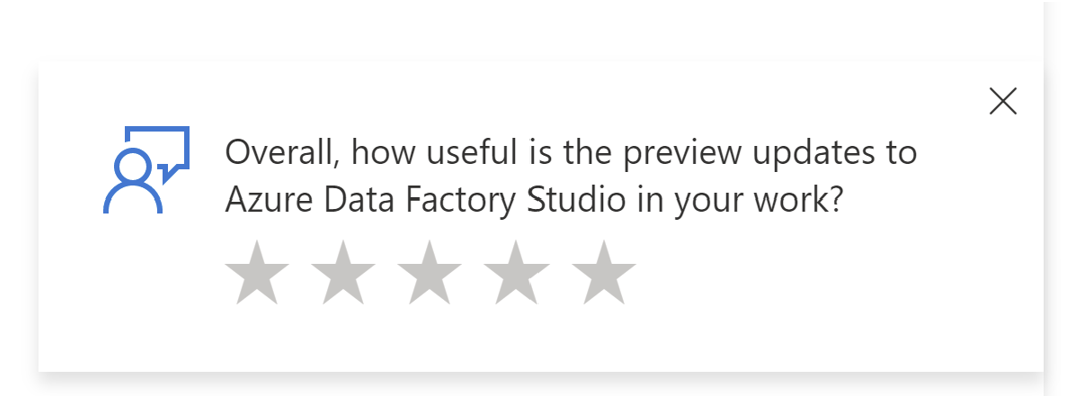 Overall, how useful is the preview updates to
Azure Data Factory Studio in your work?